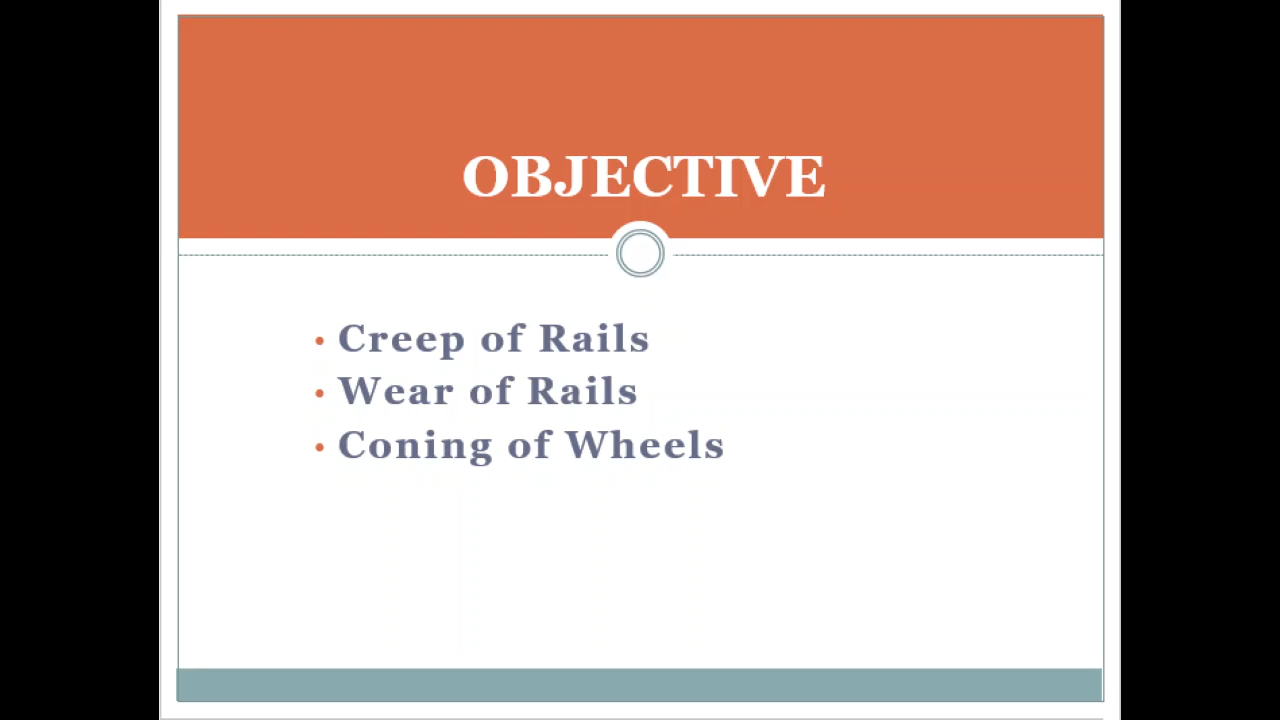 OBJECTIVE
• Creep of Rails
• Wear of Rails
• Coning of Wheels